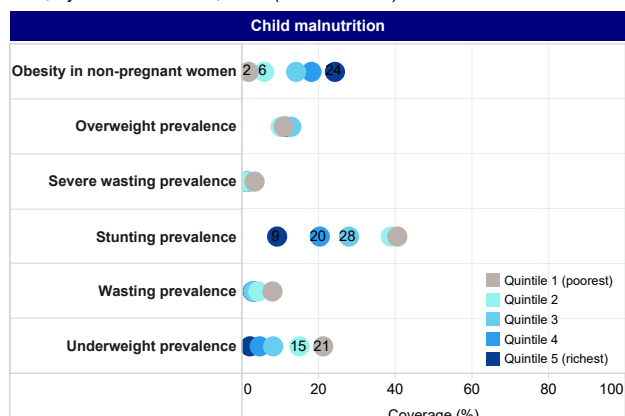 Child malnutrition
Obesity in non-pregnant women
2 6 24
Overweight prevalence
Severe wasting prevalence
Stunting prevalence
9 20 28
Wasting prevalence
Underweight prevalence
15 21
Quintile 1 (poorest)
Quintile 2
Quintile 3
Quintile 4
Quintile 5 (richest)
0 20 40 60 80 100
Coverage (%)